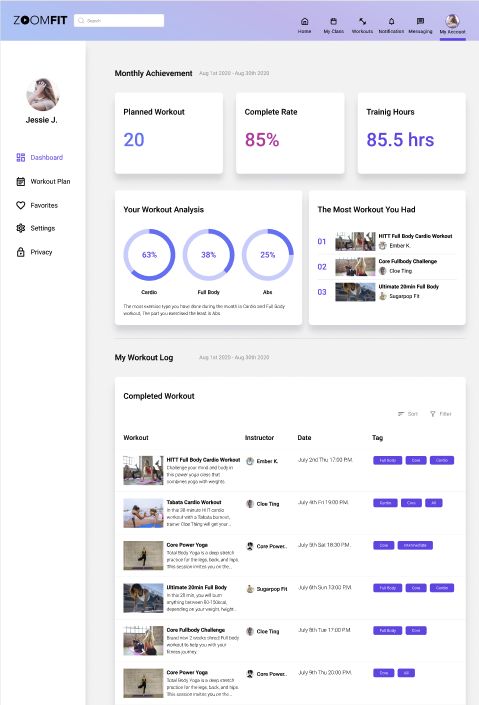 ZOOMFIT
Search
Home
My Class
Workouts
Notification
Messaging
My Account
Jessie J.
Dashboard
Workout Plan
Favorites
Settings
Privacy
Monthly Achievement Aug 1st 2020 - Aug 30th 2020
Planned Workout
20
Complete Rate
85%
Trainig Hours
85.5 hrs
Your Workout Analysis
63%
38%
25%
Cardio
Full Body
Abs
The most exercise type you have done during the month is Cardio and Full Body
workout, The part you exercised the least is Abs
The Most Workout You Had
01 HITT Full Body Cardio Workout
Ember K.
02 Core Fullbody Challenge
Cloe Ting
03 Ultimate 20min Full Body
Sugarpop Fit
My Workout Log Aug 1st 2020 - Aug 30th 2020
Completed Workout
Sort Filter
Workout Instructor Date Tag
HITT Full Body Cardio Workout
Challenge your mind and body in
this power yoga class that
combines yoga with weights.
Ember K.
July 2nd Thu 17:00 PM.
Full Body Core Cardio
Tabata Cardio Workout
In this 30 minute HIIT cardio
workout with a Tabata burnout,
trainer Cloe Thing will get your...
Cloe Ting
July 4th Fri 19:00 PM.
Cardio Core All
Core Power Yoga
Total Body Yoga is a deep stretch
practice for the legs, back, and hips.
This session invites you on the...
Core Power..
July 5th Sat 18:30 PM.
Core Intermediate
Ultimate 20min Full Body
In this 20 min, you will burn
anything between 90-150kcal,
depending on your weight, height...
Sugarpop Fit
July 6th Sun 13:00 PM.
Full Body Core Cardio
Core Fullbody Challenge
Brand new 2 weeks shred Full body
workout to help you with your
fitness journey.
Cloe Ting
July 8th Tue 17:00 PM.
Full Body Core
Core Power Yoga
Total Body Yoga is a deep stretch
practice for the legs, back, and hips.
This session invites you on the...
Core Power..
July 9th Thu 20:00 PM.
Core All